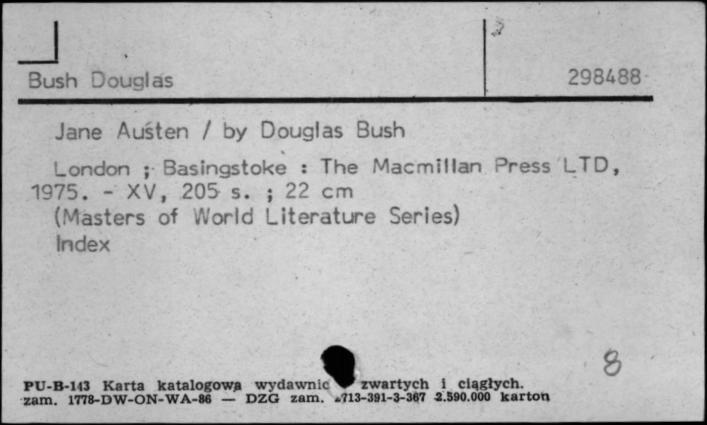 Bush Douglas 298488
Jane Austen / by Douglas Bush
London ; Basingstoke : The Macmillan Press LTD,
1975. - XV, 205 s. ; 22 cm
(Masters of World Literature Series)
Index
8
PU-B-143 Karta katalogowa wydawnic zwartych i ciągłych.
zam. 1778-DW-ON-WA-86 — DZG zam. 713-391-3-367 2.590.000 karton